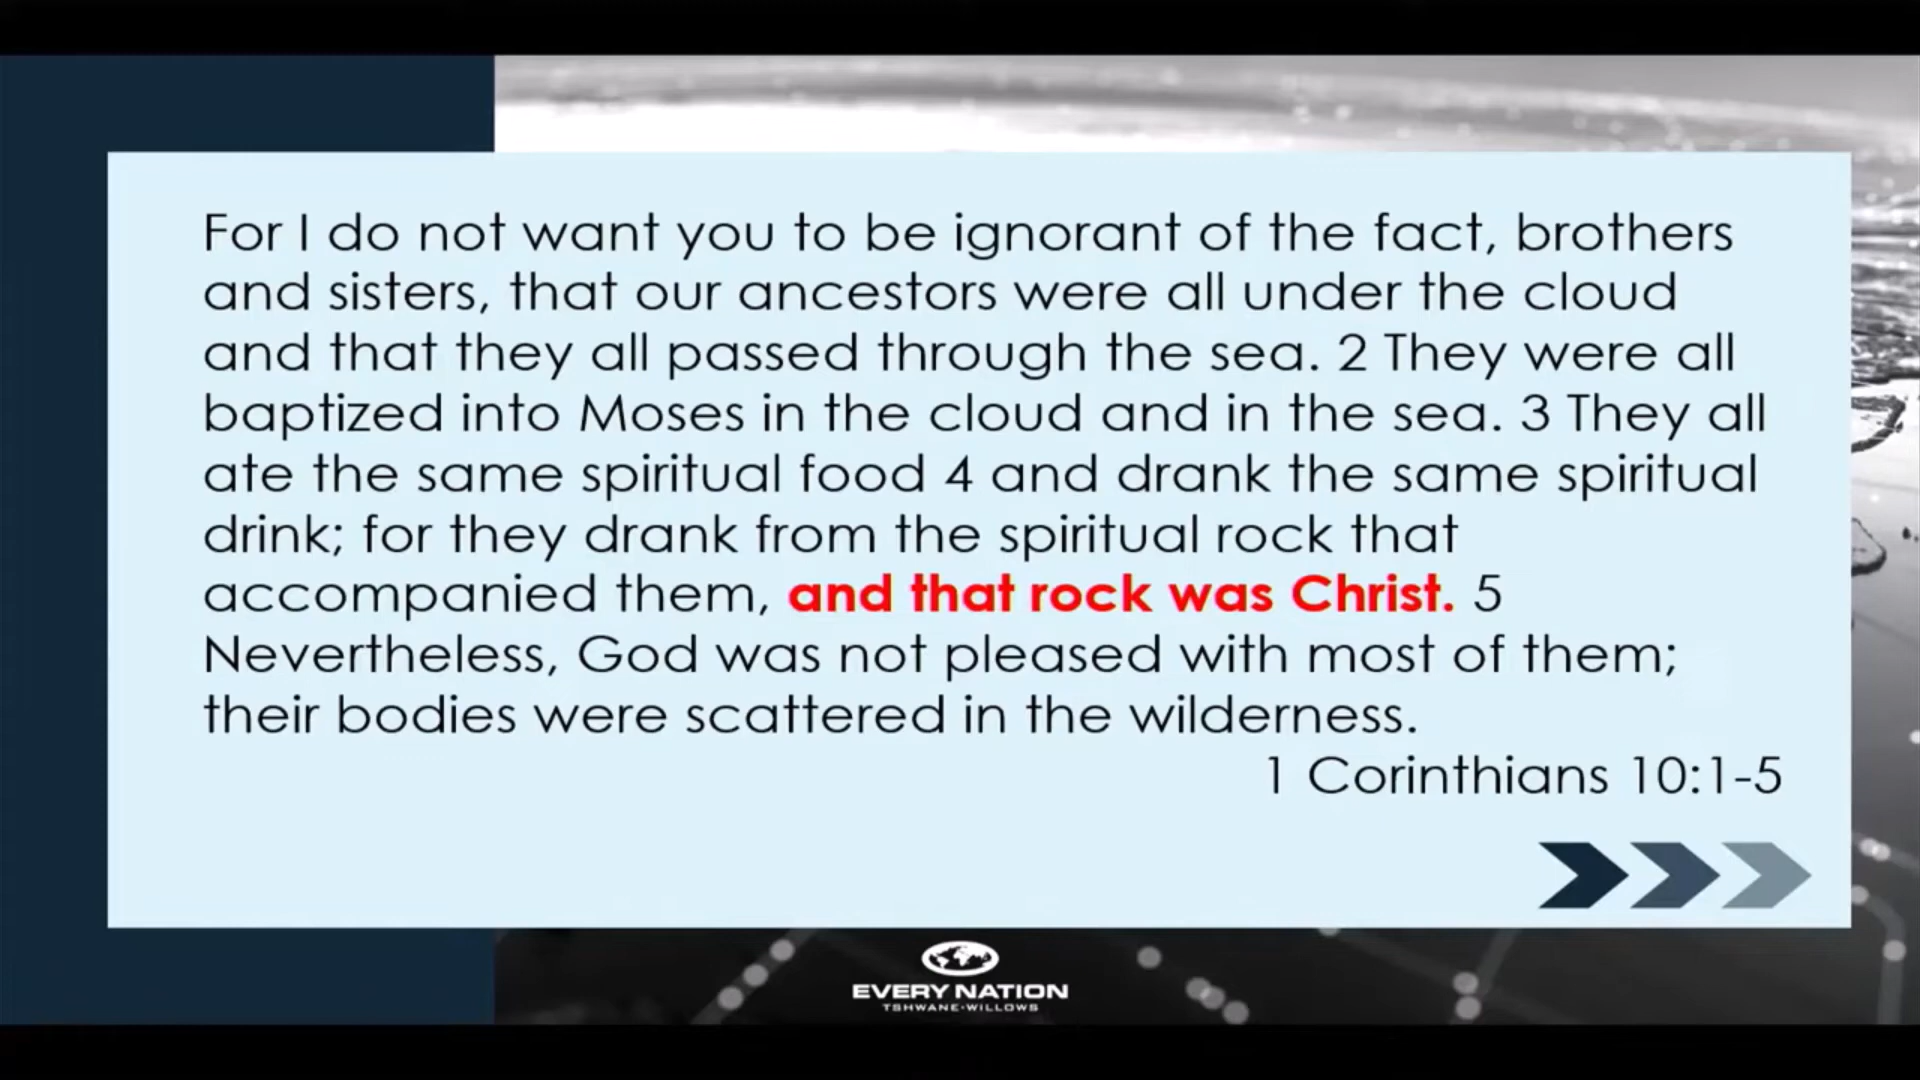 For I do not want you to be ignorant of the fact, brothers
and sisters, that our ancestors were all under the cloud
and that they all passed through the sea. 2 They were all
baptized into Moses in the cloud and in the sea. 3 They all
ate the same spiritual food 4 and drank the same spiritual
drink; for they drank from the spiritual rock that
accompanied them, and that rock was Christ. 5
Nevertheless, God was not pleased with most of them;
their bodies were scattered in the wilderness.
1 Corinthians 10:1-5
EVERY NATION
TSHWANE•WILLOWS